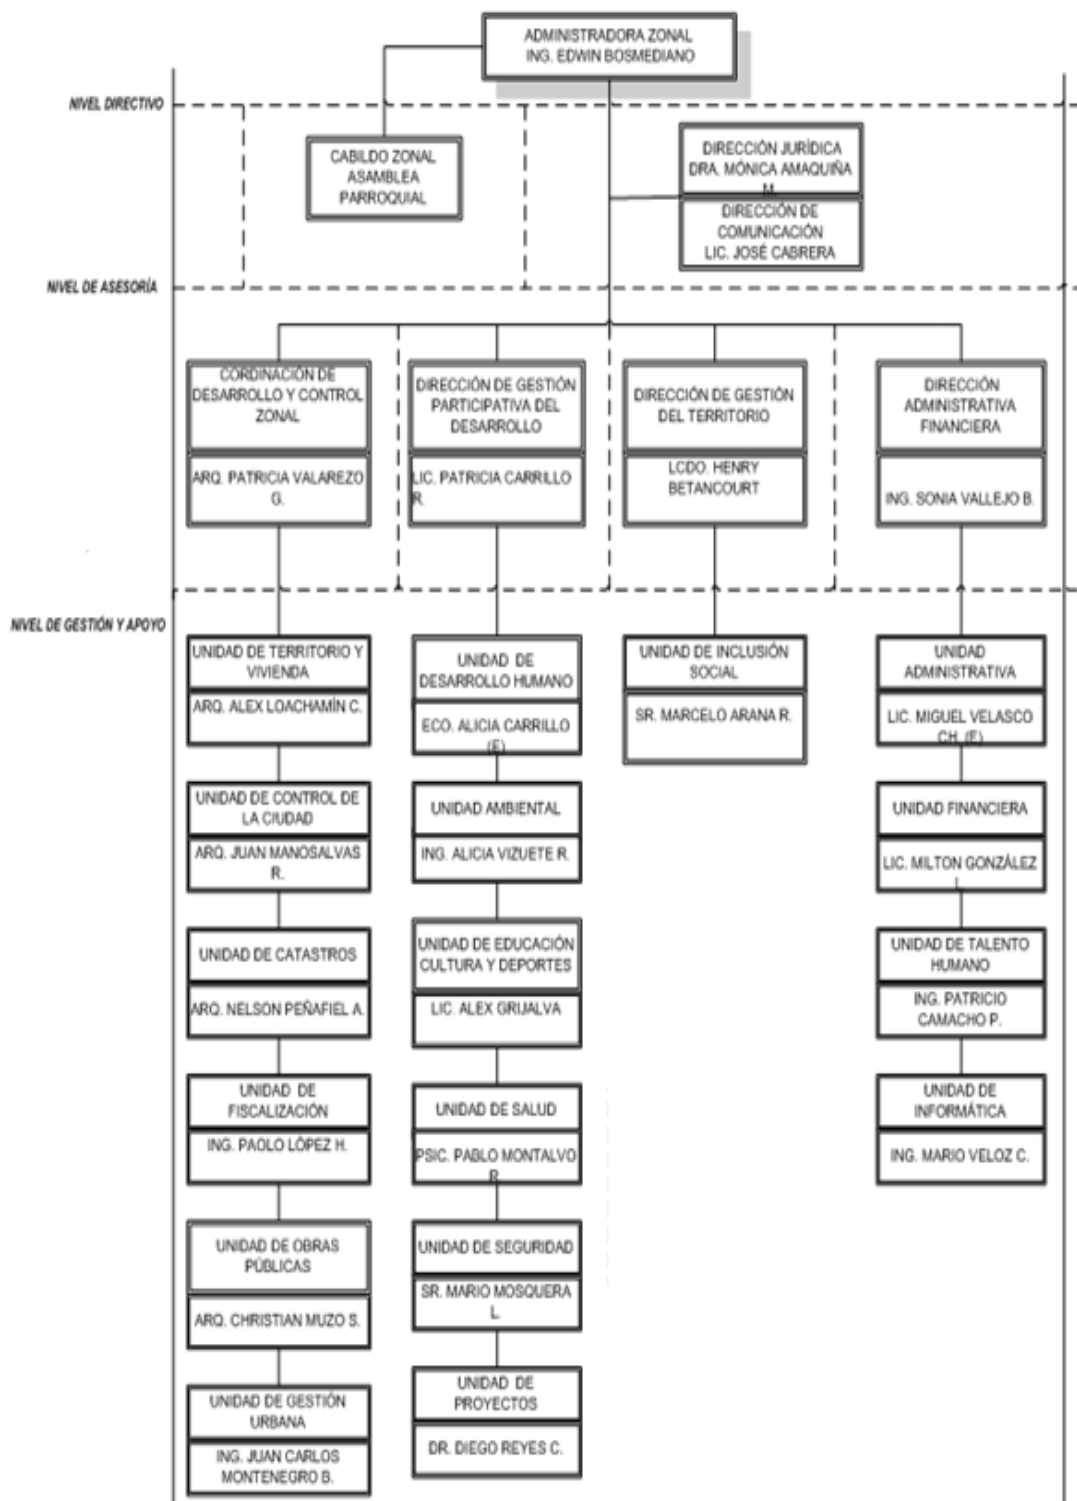 ADMINISTRADORA ZONAL
ING. EDWIN BOSMEDIANO
NIVEL DIRECTIVO
CABILDO ZONAL
ASAMBLEA
PARROQUIAL
DIRECCIÓN JURÍDICA
DRA. MÓNICA AMAQUIÑA
M.
DIRECCIÓN DE
COMUNICACIÓN
LIC. JOSÉ CABRERA
NIVEL DE ASESORÍA
CORDINACIÓN DE
DESARROLLO Y CONTROL
ZONAL
ARQ. PATRICIA VALAREZO
G.
DIRECCIÓN DE GESTIÓN
PARTICIPATIVA DEL
DESARROLLO
LIC. PATRICIA CARRILLO
R.
DIRECCIÓN DE GESTIÓN
DEL TERRITORIO
LCDO. HENRY
BETANCOURT
DIRECCIÓN
ADMINISTRATIVA
FINANCIERA
ING. SONIA VALLEJO B.
NIVEL DE GESTIÓN Y APOYO
UNIDAD DE TERRITORIO Y
VIVIENDA
ARQ. ALEX LOACHAMÍN C.
UNIDAD DE CONTROL DE
LA CIUDAD
ARQ. JUAN MANOSALVAS
R.
UNIDAD DE CATASTROS
ARQ. NELSON PEÑAFIEL A.
UNIDAD DE
FISCALIZACIÓN
ING. PAOLO LÓPEZ H.
UNIDAD DE OBRAS
PÚBLICAS
ARQ. CHRISTIAN MUZO S.
UNIDAD DE GESTIÓN
URBANA
ING. JUAN CARLOS
MONTENEGRO B.
UNIDAD DE
DESARROLLO HUMANO
ECO. ALICIA CARRILLO
(E)
UNIDAD AMBIENTAL
ING. ALICIA VIZUETE R.
UNIDAD DE EDUCACIÓN
CULTURA Y DEPORTES
LIC. ALEX GRIJALVA
UNIDAD DE SALUD
PSIC. PABLO MONTALVO
R.
UNIDAD DE SEGURIDAD
SR. MARIO MOSQUERA
L.
UNIDAD DE
PROYECTOS
DR. DIEGO REYES C.
UNIDAD DE INCLUSIÓN
SOCIAL
SR. MARCELO ARANA R.
UNIDAD
ADMINISTRATIVA
LIC. MIGUEL VELASCO
CH. (E)
UNIDAD FINANCIERA
LIC. MILTON GONZÁLEZ
UNIDAD DE TALENTO
HUMANO
ING. PATRICIO
CAMACHO P.
UNIDAD DE
INFORMÁTICA
ING. MARIO VELOZ C.